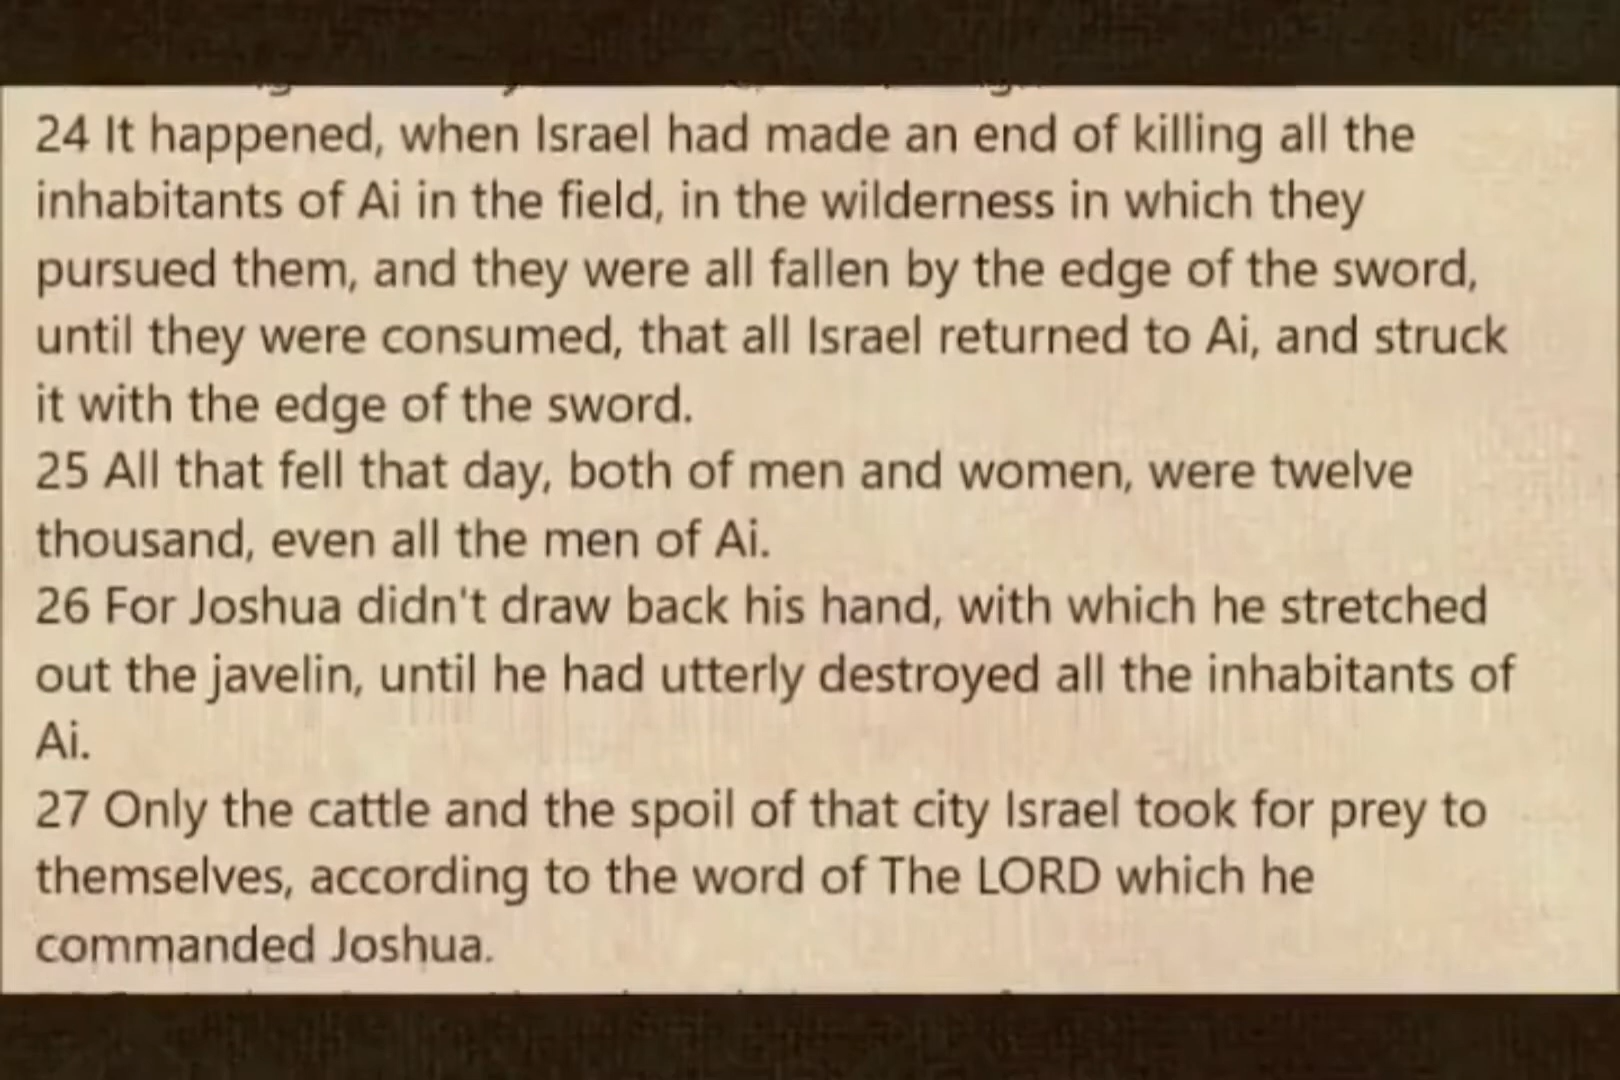 24 It happened, when Israel had made an end of killing all the
inhabitants of Ai in the field, in the wilderness in which they
pursued them, and they were all fallen by the edge of the sword,
until they were consumed, that all Israel returned to Ai, and struck
it with the edge of the sword.
25 All that fell that day, both of men and women, were twelve
thousand, even all the men of Ai.
26 For Joshua didn't draw back his hand, with which he stretched
out the javelin, until he had utterly destroyed all the inhabitants of
Ai.
27 Only the cattle and the spoil of that city Israel took for prey to
themselves, according to the word of The LORD which he
commanded Joshua.